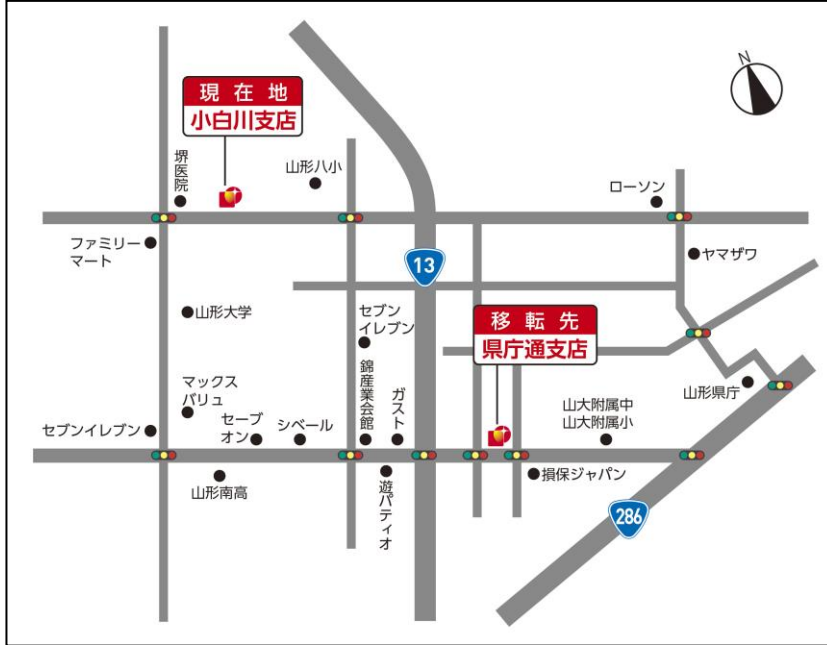 N
現在地
小白川支店
堺医院
山形八小
ローソン
ファミリー
マート
13
ヤマザワ
山形大学
セブン
イレブン
移転先
県庁通支店
マックス
バリュ
錦産業会館
ガスト
山形県庁
セブンイレブン
セーブ
オン
シベール
山大附属中
山大附属小
山形南高
遊パティオ
損保ジャパン
286